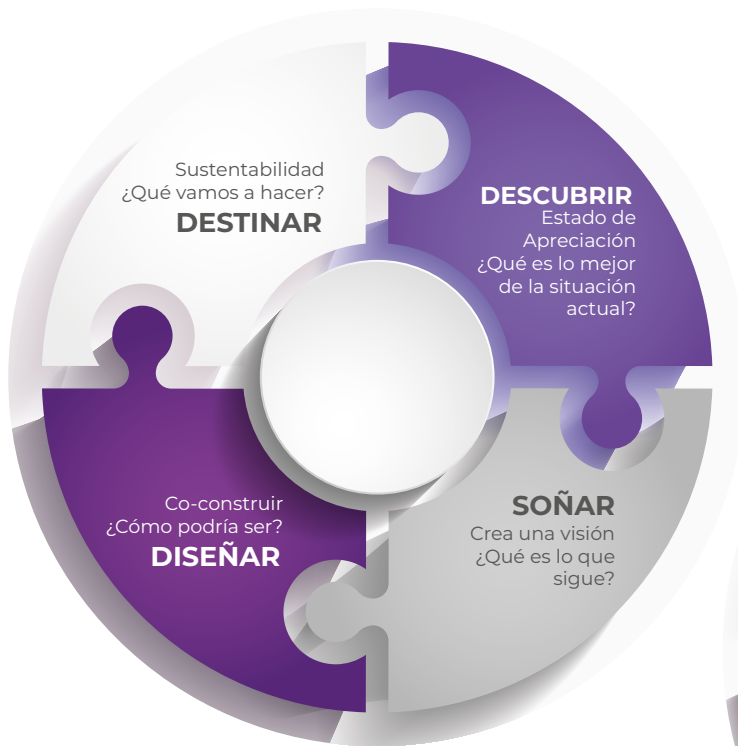 Sustentabilidad
¿Qué vamos a hacer?
DESTINAR
DESCUBRIR
Estado de
Apreciación
¿Qué es lo mejor
de la situación
actual?
Co-construir
¿Cómo podría ser?
DISEÑAR
SOÑAR
Crea una visión
¿Qué es lo que
sigue?